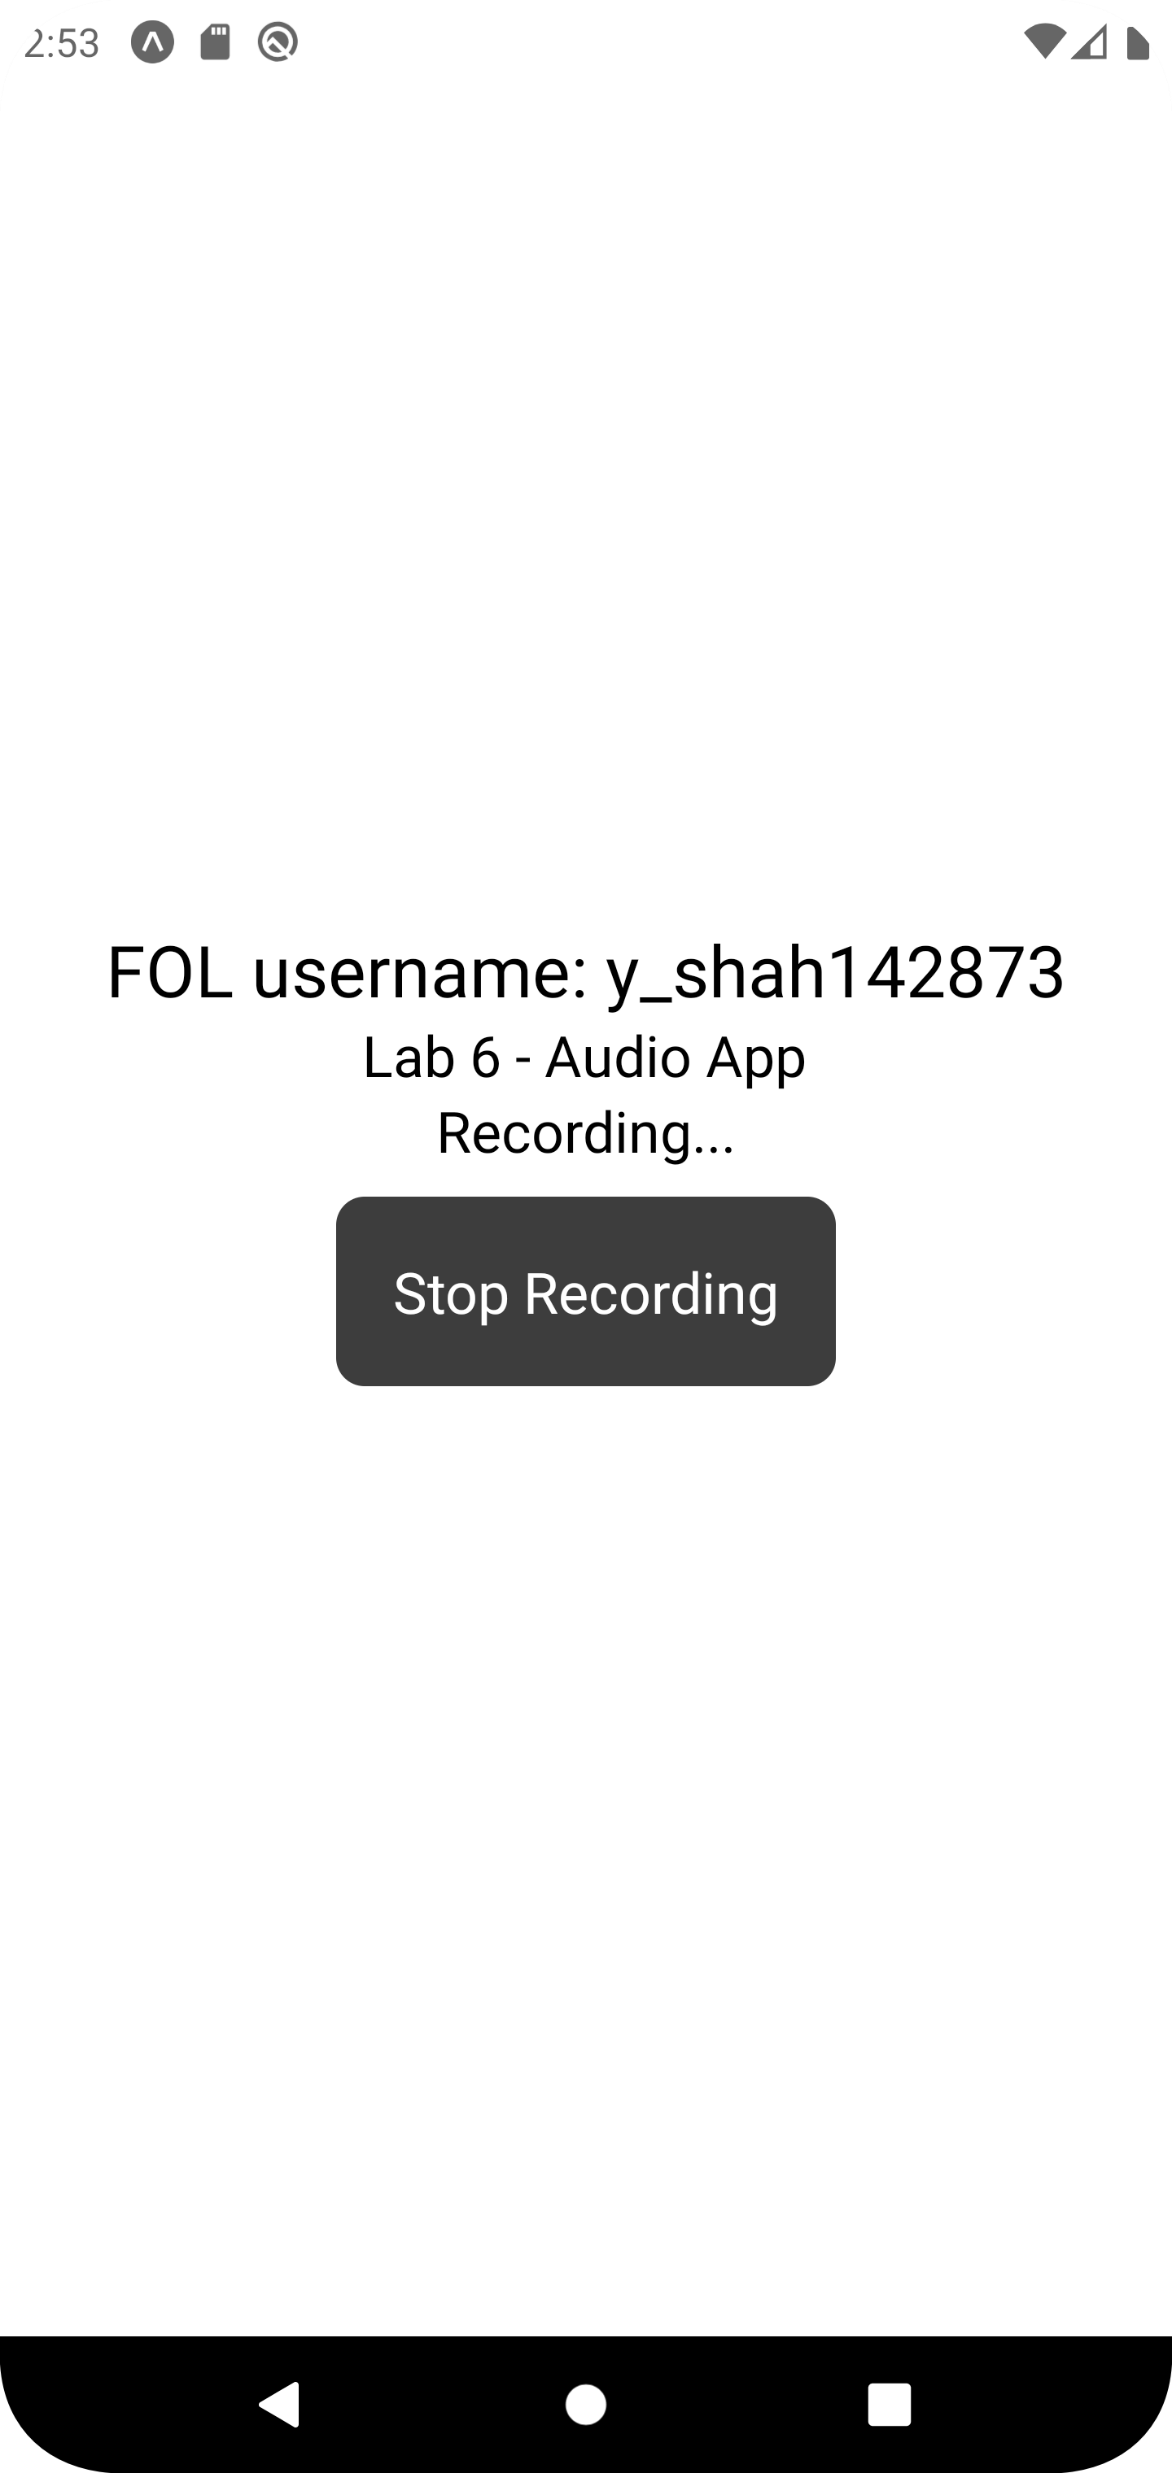 2:53
FOL username: y_shah142873
Lab 6 - Audio App
Recording...
Stop Recording